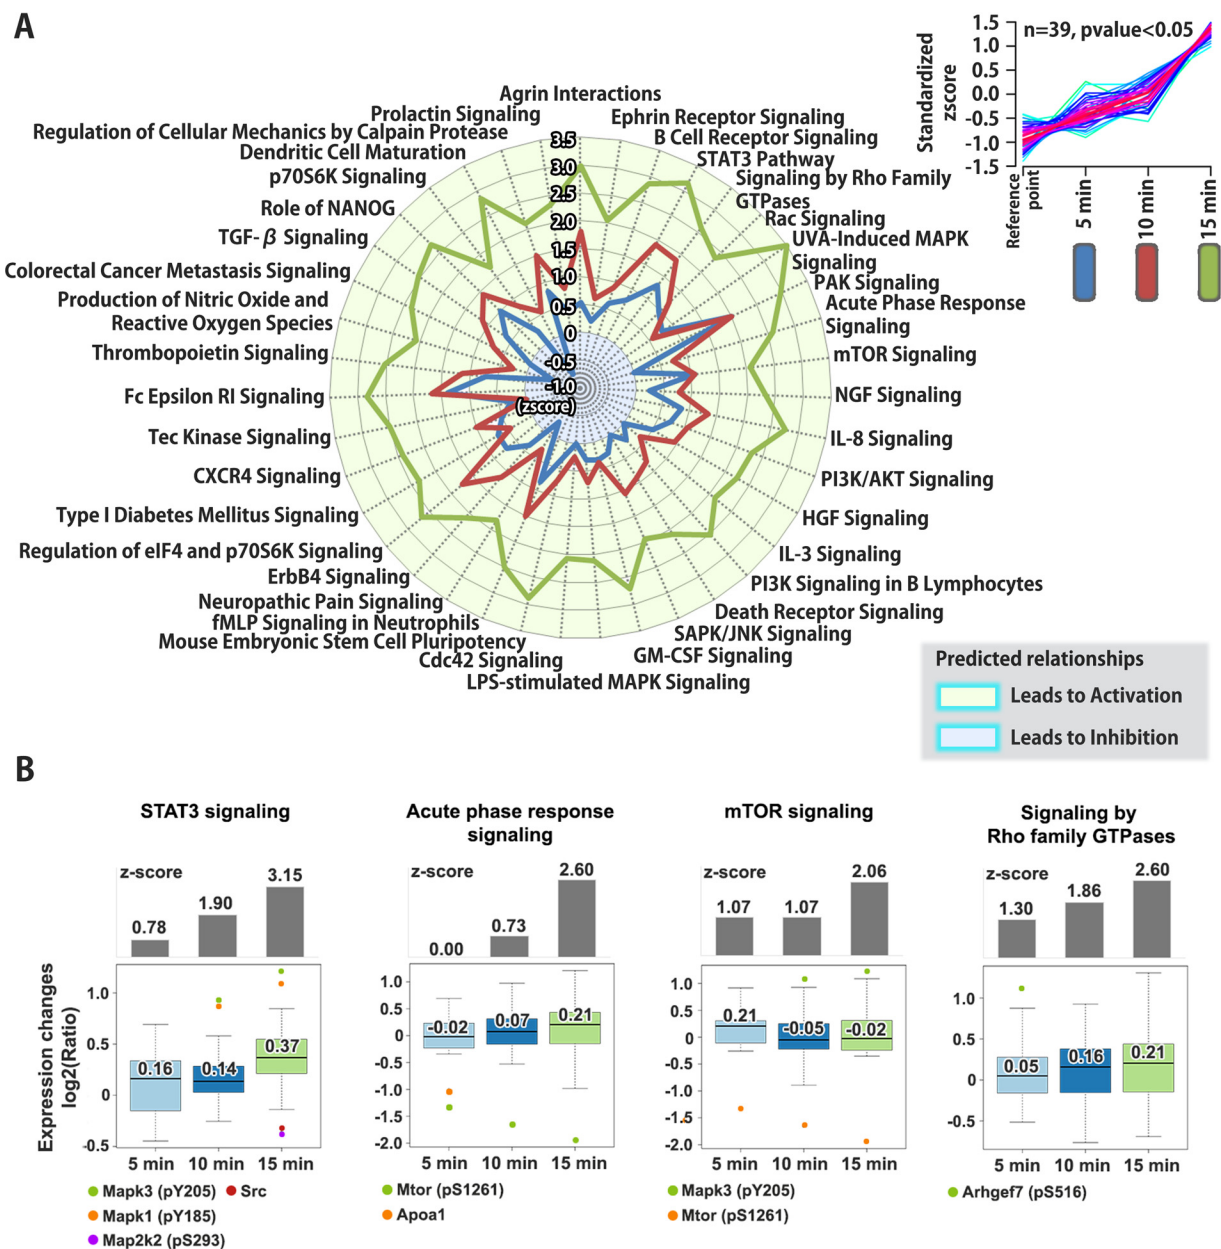 A
Agrin Interactions
Prolactin Signaling
Regulation of Cellular Mechanics by Calpain Protease
Dendritic Cell Maturation
p70S6K Signaling
Role of NANOG
TGF-β Signaling
Colorectal Cancer Metastasis Signaling
Production of Nitric Oxide and
Reactive Oxygen Species
Thrombopoietin Signaling
Fc Epsilon RI Signaling
Tec Kinase Signaling
CXCR4 Signaling
Type I Diabetes Mellitus Signaling
Regulation of eIF4 and p70S6K Signaling
ErbB4 Signaling
Neuropathic Pain Signaling
fMLP Signaling in Neutrophils
Mouse Embryonic Stem Cell Pluripotency
Cdc42 Signaling
LPS-stimulated MAPK Signaling
Ephrin Receptor Signaling
B Cell Receptor Signaling
STAT3 Pathway
Signaling by Rho Family
GTPases
Rac Signaling
UVA-Induced MAPK
Signaling
PAK Signaling
Acute Phase Response
Signaling
mTOR Signaling
NGF Signaling
IL-8 Signaling
PI3K/AKT Signaling
HGF Signaling
IL-3 Signaling
PI3K Signaling in B Lymphocytes
Death Receptor Signaling
SAPK/JNK Signaling
GM-CSF Signaling
3.5
3.0
2.5
2.0
1.5
1.0
0.5
0
-0.5
-1.0
(zscore)
Standardized
zscore
n=39, pvalue<0.05
1.5
1.0
0.5
0.0
-0.5
-1.0
-1.5
Reference
point
5 min
10 min
15 min
Predicted relationships
Leads to Activation
Leads to Inhibition
B
STAT3 signaling
z-score
0.78
1.90
3.15
Expression changes
log2(Ratio)
1.0
0.5
0
-0.5
0.16
0.14
0.37
5 min 10 min 15 min
Mapk3 (pY205) Src
Mapk1 (pY185)
Map2k2 (pS293)
Acute phase response
signaling
z-score
0.00
0.73
2.60
1.0
0.5
0
-0.5
-1.0
-1.5
-2.0
-0.02
0.07
0.21
5 min 10 min 15 min
Mtor (pS1261)
Apoa1
mTOR signaling
z-score
1.07
1.07
2.06
1.0
0.5
0
-0.5
-1.0
-1.5
-2.0
0.21
-0.05
-0.02
5 min 10 min 15 min
Mapk3 (pY205)
Mtor (pS1261)
Signaling by
Rho family GTPases
z-score
1.30
1.86
2.60
1.0
0.5
0
-0.5
0.05
0.16
0.21
5 min 10 min 15 min
Arhgef7 (pS516)